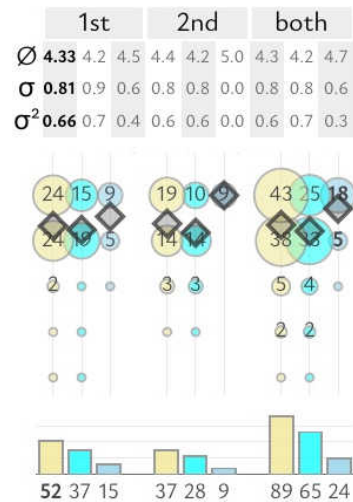 1st 2nd both
Ø 4.33 4.2 4.5 4.4 4.2 5.0 4.3 4.2 4.7
σ 0.81 0.9 0.6 0.8 0.8 0.0 0.8 0.8 0.6
σ² 0.66 0.7 0.4 0.6 0.6 0.0 0.6 0.7 0.3
24 15 9 19 10 9 43 25 18
24 19 5 14 14 38 33 5
2 3 3 5 4
2 2
52 37 15 37 28 9 89 65 24